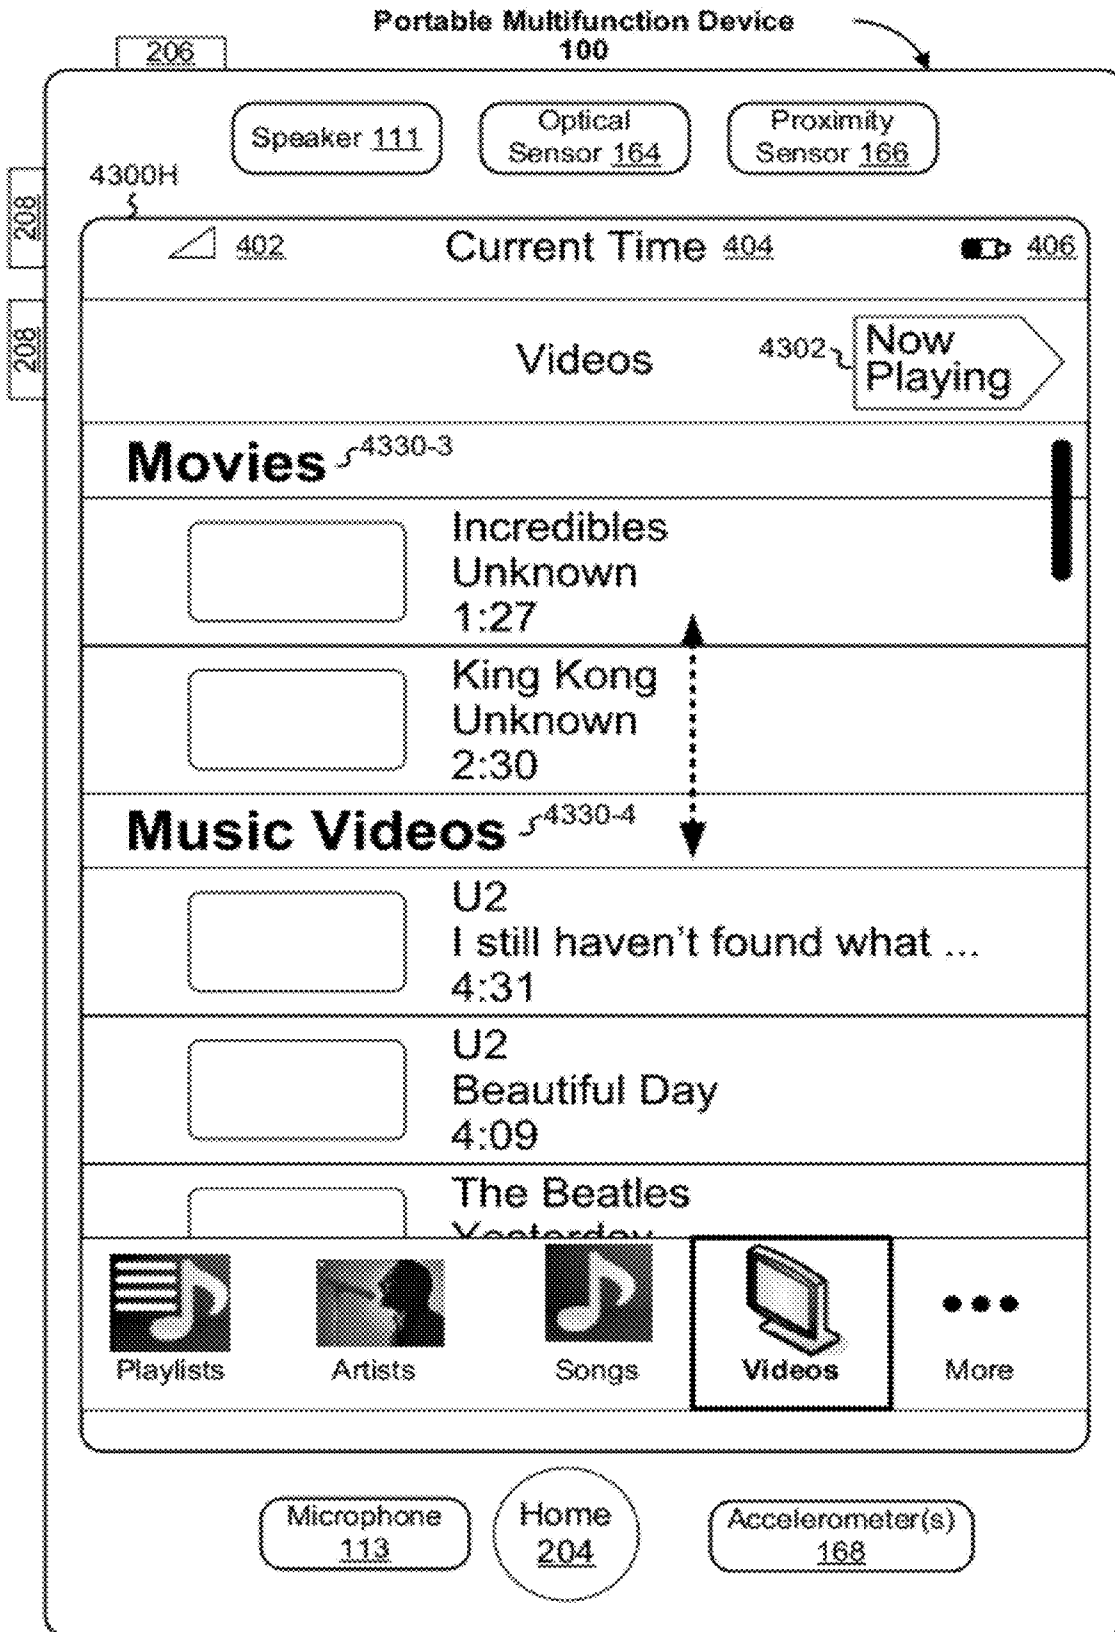 Portable Multifunction Device
100
206
Speaker 111
Optical
Sensor 164
Proximity
Sensor 166
4300H
208
208
402
Current Time 404
406
Videos
4302
Now
Playing
Movies 4330-3
Incredibles
Unknown
1:27
King Kong
Unknown
2:30
Music Videos 4330-4
U2
I still haven't found what ...
4:31
U2
Beautiful Day
4:09
The Beatles
Yesterday
Playlists
Artists
Songs
Videos
More
Microphone
113
Home
204
Accelerometer(s)
168